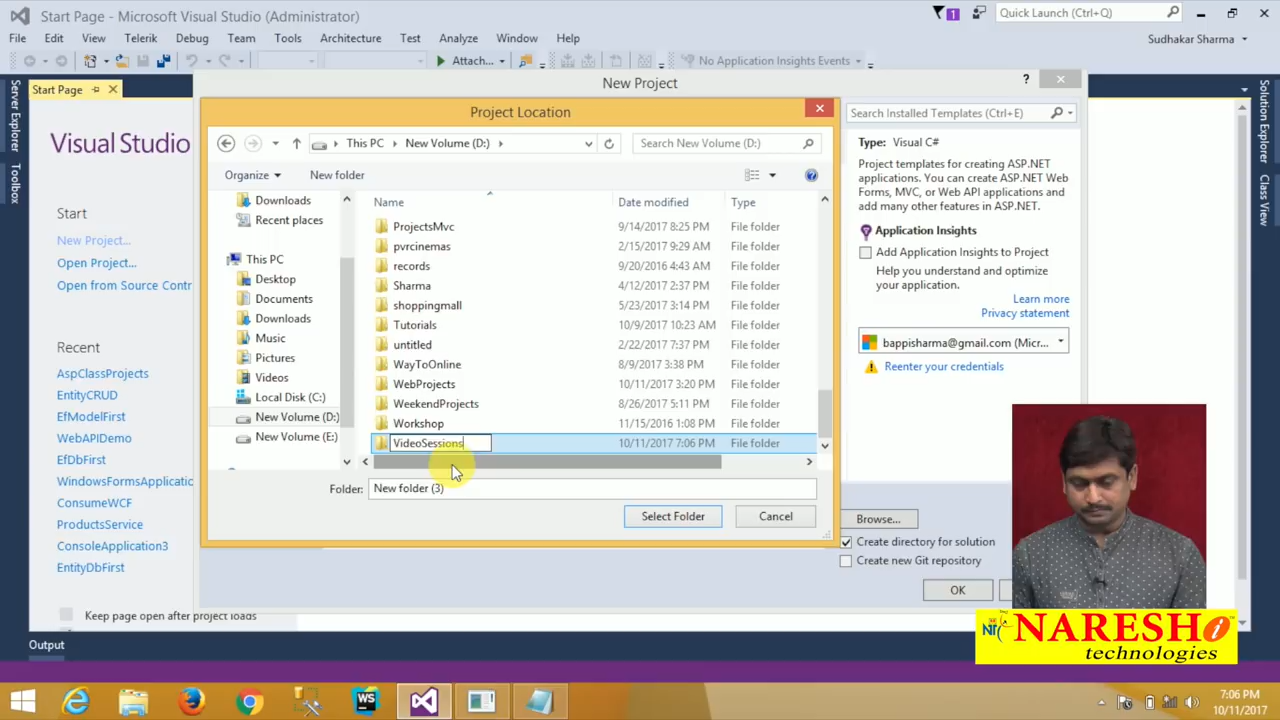 Start Page - Microsoft Visual Studio (Administrator)
1
Quick Launch (Ctrl+Q)
File Edit View Telerik Debug Team Tools Architecture Test Analyze Window Help
Sudhakar Sharma
Attach...
No Application Insights Events
Start Page
New Project
?
Server Explorer
Toolbox
Solution Explorer
Class View
Visual Studio
Start
New Project...
Open Project...
Open from Source Contr
Recent
AspClassProjects
EntityCRUD
EfModelFirst
WebAPIDemo
EfDbFirst
WindowsFormsApplicatio
ConsumeWCF
ProductsService
ConsoleApplication3
EntityDbFirst
Keep page open after project loads
Output
Project Location
This PC
New Volume (D:)
Search New Volume (D:)
Organize
New folder
Downloads
Recent places
This PC
Desktop
Documents
Downloads
Music
Pictures
Videos
Local Disk (C:)
New Volume (D:)
New Volume (E:)
Name Date modified Type
ProjectsMvc 9/14/2017 8:25 PM File folder
pvrcinemas 2/15/2017 9:29 AM File folder
records 9/20/2016 4:43 AM File folder
Sharma 4/12/2017 2:37 PM File folder
shoppingmall 5/23/2017 3:14 PM File folder
Tutorials 10/9/2017 10:23 AM File folder
untitled 2/22/2017 7:37 PM File folder
WayToOnline 8/9/2017 3:38 PM File folder
WebProjects 10/11/2017 3:20 PM File folder
WeekendProjects 8/26/2017 5:11 PM File folder
Workshop 11/15/2016 1:08 PM File folder
VideoSessions 10/11/2017 7:06 PM File folder
Folder: New folder (3)
Select Folder
Cancel
Search Installed Templates (Ctrl+E)
Type: Visual C#
Project templates for creating ASP.NET
applications. You can create ASP.NET Web
Forms, MVC, or Web API applications and
add many other features in ASP.NET.
Application Insights
Add Application Insights to Project
Help you understand and optimize
your application.
Learn more
Privacy statement
bappisharma@gmail.com (Micr...
Reenter your credentials
Browse...
Create directory for solution
Create new Git repository
OK
NARESH i
technologies
WS
7:06 PM
10/11/2017